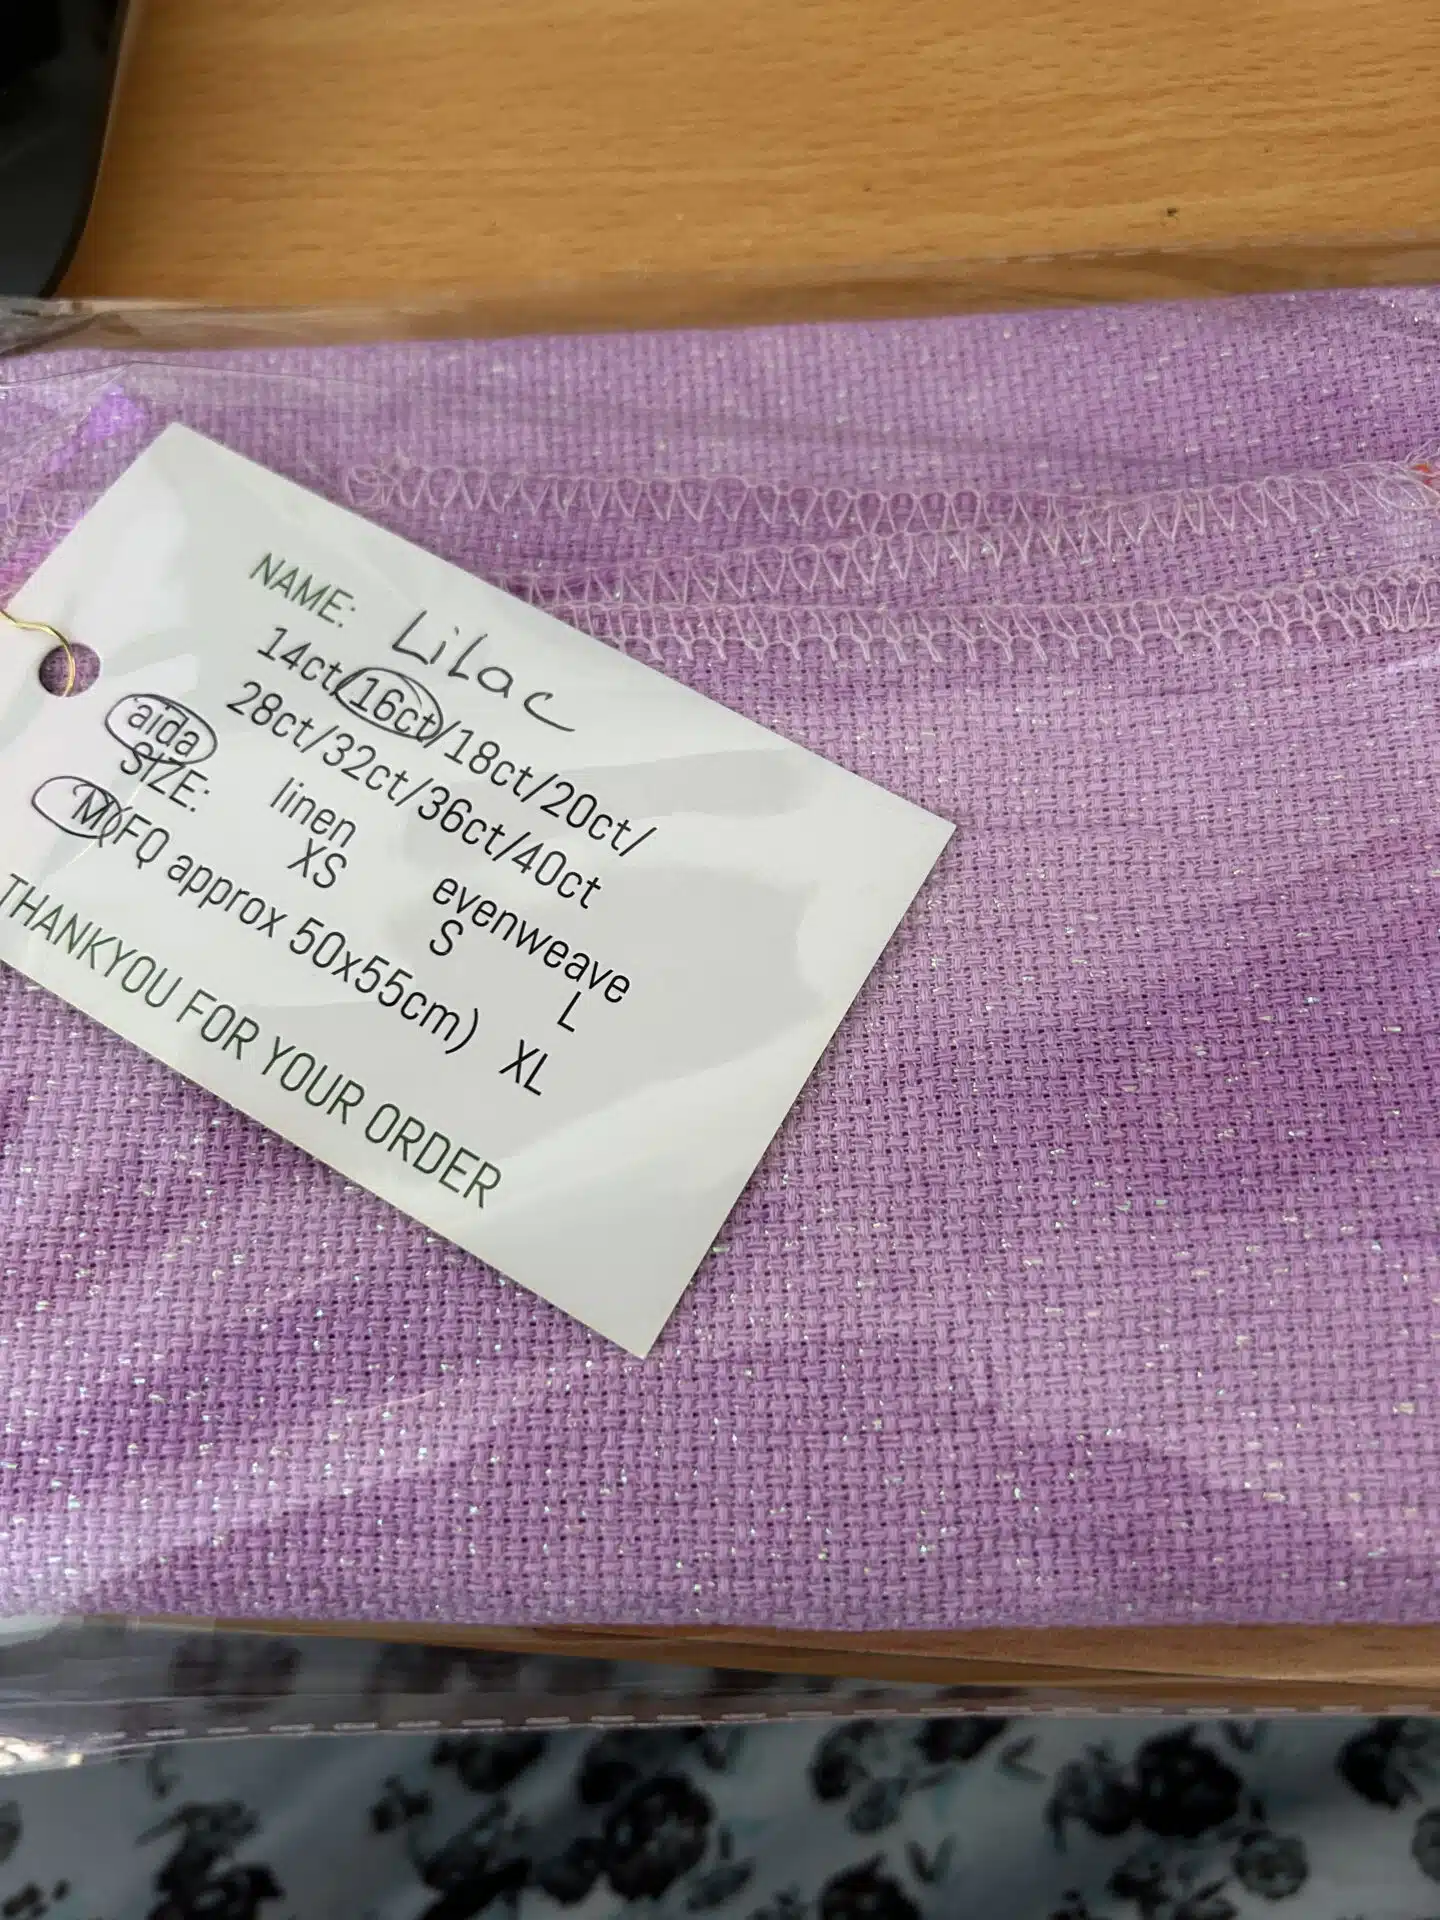 NAME: Lilac
14ct/16ct/18ct/20ct/
28ct/32ct/36ct/40ct
aida linen evenweave
SIZE: XS S L
M(FQ approx 50x55cm) XL
THANKYOU FOR YOUR ORDER